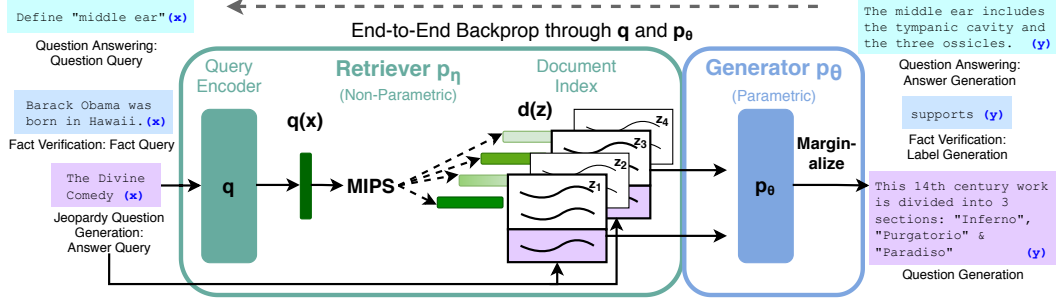 Define "middle ear"(x)
Question Answering:
Question Query
Barack Obama was
born in Hawaii.(x)
Fact Verification: Fact Query
The Divine
Comedy (x)
Jeopardy Question
Generation:
Answer Query
End-to-End Backprop through q and pθ
Query
Encoder
Retriever pη
(Non-Parametric)
Document
Index
q
q(x)
MIPS
d(z)
z4
z3
z2
z1
Generator pθ
(Parametric)
pθ
Margin-
alize
The middle ear includes
the tympanic cavity and
the three ossicles. (y)
Question Answering:
Answer Generation
supports (y)
Fact Verification:
Label Generation
This 14th century work
is divided into 3
sections: "Inferno",
"Purgatorio" &
"Paradiso" (y)
Question Generation